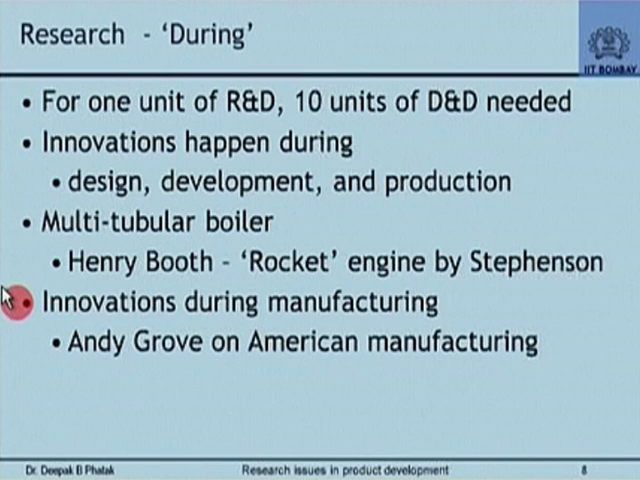 Research - ‘During’
IIT BOMBAY
• For one unit of R&D, 10 units of D&D needed
• Innovations happen during
• design, development, and production
• Multi-tubular boiler
• Henry Booth - ‘Rocket’ engine by Stephenson
• Innovations during manufacturing
• Andy Grove on American manufacturing
Dr. Deepak B Phatak
Research issues in product development
8